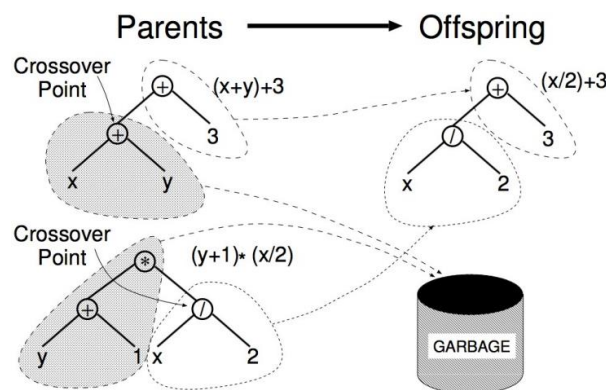 Parents
Offspring
Crossover
Point
+
(x+y)+3
+
3
x
y
+
(x/2)+3
/
3
x
2
Crossover
Point
(y+1)* (x/2)
*
+
/
y
1
x
2
GARBAGE